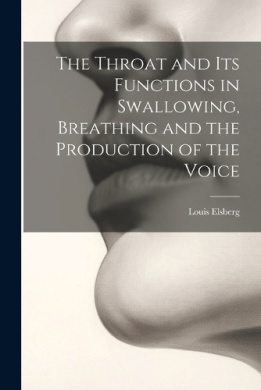 The Throat and Its
Functions in
Swallowing,
Breathing and the
Production of the
Voice
Louis Elsberg